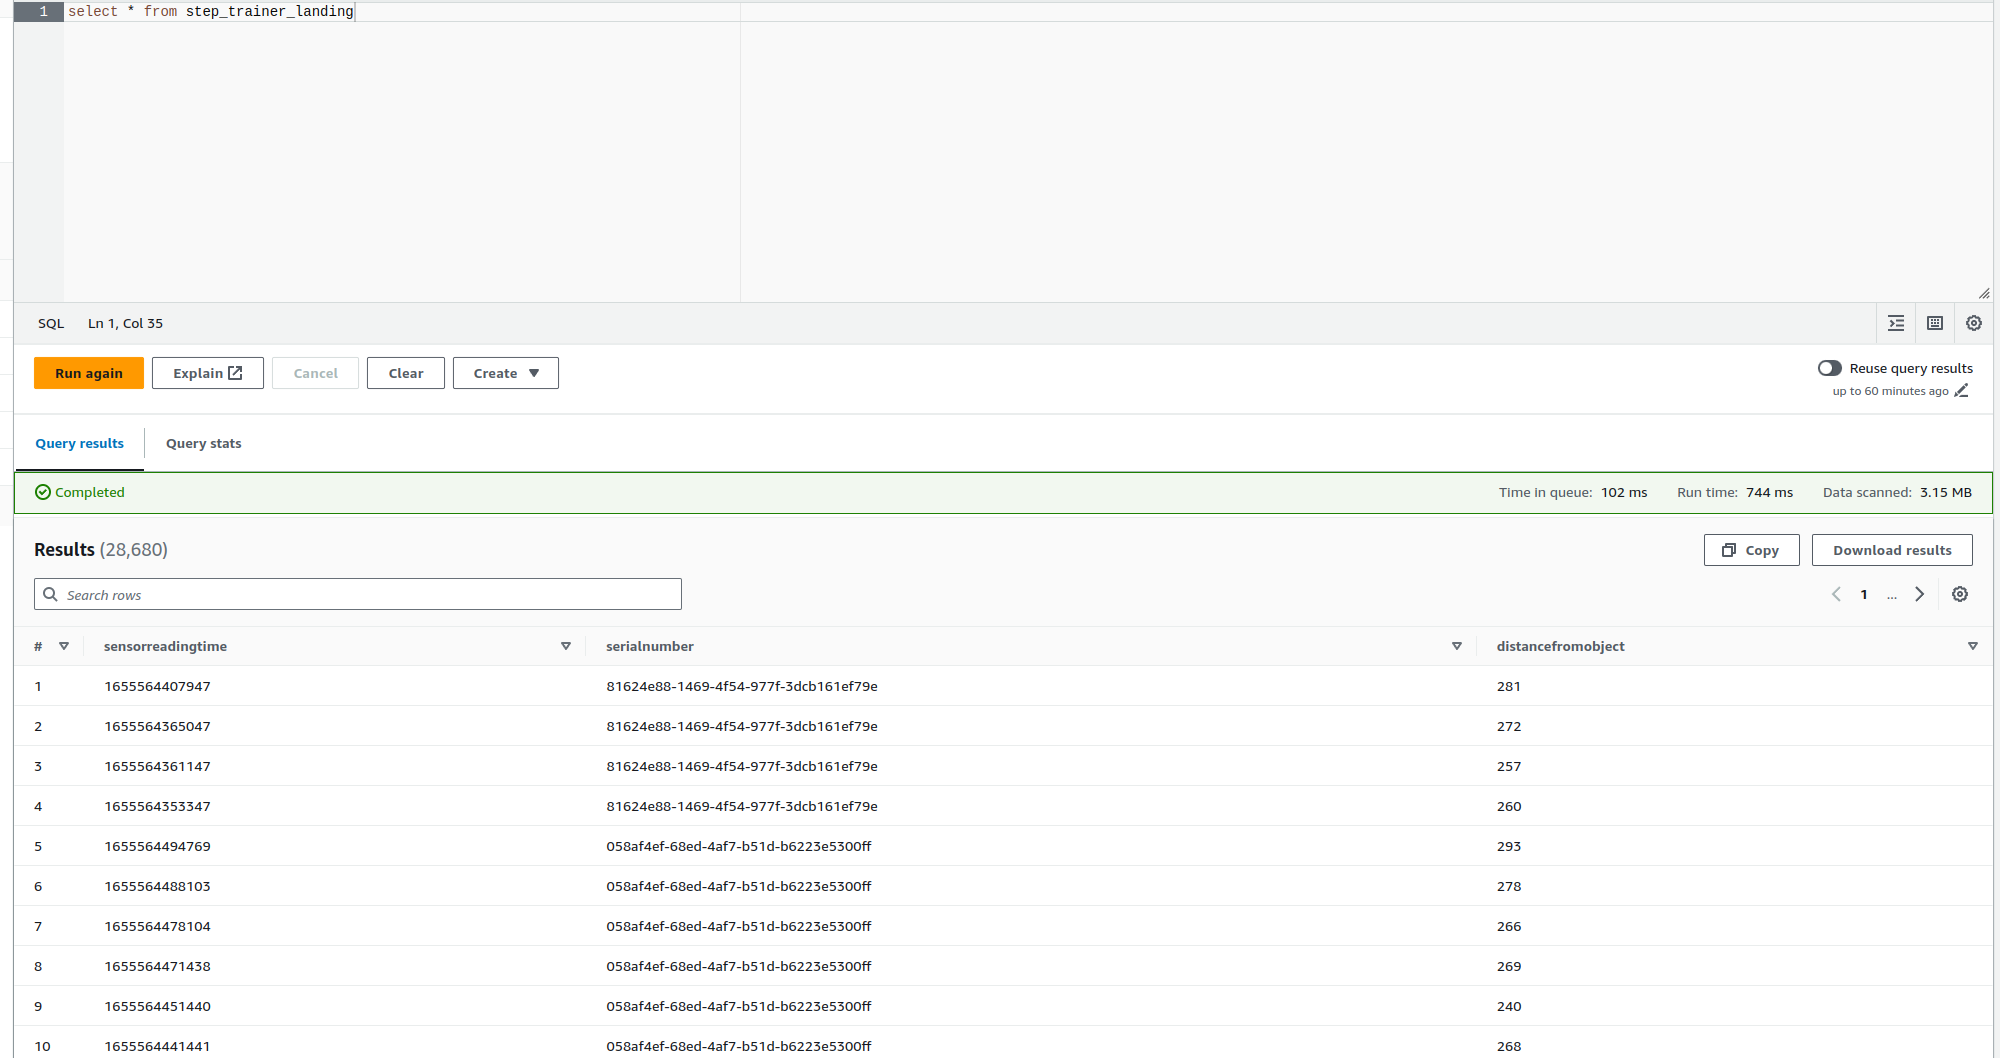 1 select * from step_trainer_landing
SQL Ln 1, Col 35
Run again Explain Cancel Clear Create Reuse query results
up to 60 minutes ago
Query results Query stats
Completed Time in queue: 102 ms Run time: 744 ms Data scanned: 3.15 MB
Results (28,680) Copy Download results
Search rows 1 ...
# sensorreadingtime serialnumber distancefromobject
1 1655564407947 81624e88-1469-4f54-977f-3dcb161ef79e 281
2 1655564365047 81624e88-1469-4f54-977f-3dcb161ef79e 272
3 1655564361147 81624e88-1469-4f54-977f-3dcb161ef79e 257
4 1655564353347 81624e88-1469-4f54-977f-3dcb161ef79e 260
5 1655564494769 058af4ef-68ed-4af7-b51d-b6223e5300ff 293
6 1655564488103 058af4ef-68ed-4af7-b51d-b6223e5300ff 278
7 1655564478104 058af4ef-68ed-4af7-b51d-b6223e5300ff 266
8 1655564471438 058af4ef-68ed-4af7-b51d-b6223e5300ff 269
9 1655564451440 058af4ef-68ed-4af7-b51d-b6223e5300ff 240
10 1655564441441 058af4ef-68ed-4af7-b51d-b6223e5300ff 268